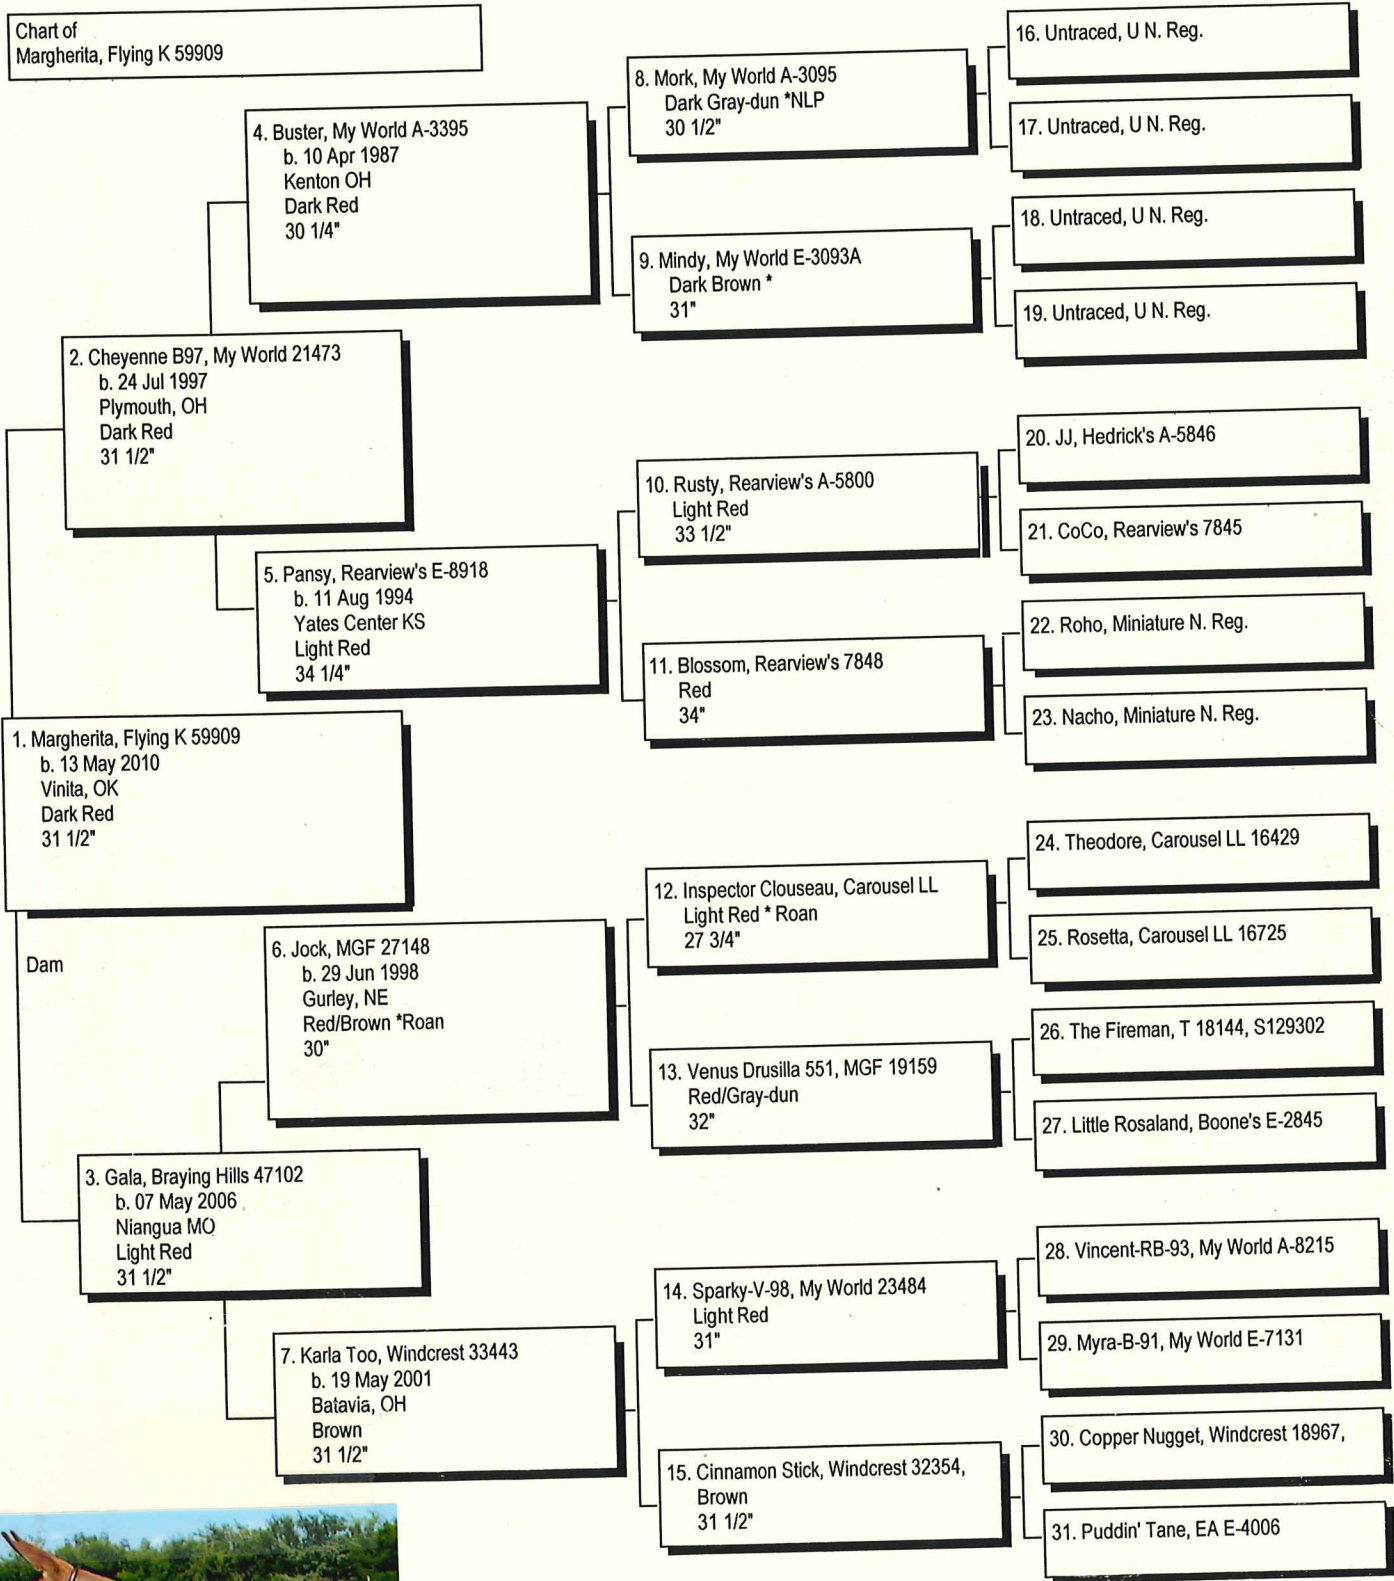 Chart of
Margherita, Flying K 59909
16. Untraced, U N. Reg.
8. Mork, My World A-3095
Dark Gray-dun *NLP
30 1/2"
17. Untraced, U N. Reg.
4. Buster, My World A-3395
b. 10 Apr 1987
Kenton OH
Dark Red
30 1/4"
18. Untraced, U N. Reg.
9. Mindy, My World E-3093A
Dark Brown *
31"
19. Untraced, U N. Reg.
2. Cheyenne B97, My World 21473
b. 24 Jul 1997
Plymouth, OH
Dark Red
31 1/2"
20. JJ, Hedrick's A-5846
10. Rusty, Rearview's A-5800
Light Red
33 1/2"
21. CoCo, Rearview's 7845
5. Pansy, Rearview's E-8918
b. 11 Aug 1994
Yates Center KS
Light Red
34 1/4"
22. Roho, Miniature N. Reg.
11. Blossom, Rearview's 7848
Red
34"
23. Nacho, Miniature N. Reg.
1. Margherita, Flying K 59909
b. 13 May 2010
Vinita, OK
Dark Red
31 1/2"
24. Theodore, Carousel LL 16429
12. Inspector Clouseau, Carousel LL
Light Red * Roan
27 3/4"
25. Rosetta, Carousel LL 16725
Dam
6. Jock, MGF 27148
b. 29 Jun 1998
Gurley, NE
Red/Brown *Roan
30"
26. The Fireman, T 18144, S129302
13. Venus Drusilla 551, MGF 19159
Red/Gray-dun
32"
27. Little Rosaland, Boone's E-2845
3. Gala, Braying Hills 47102
b. 07 May 2006
Niangua MO
Light Red
31 1/2"
28. Vincent-RB-93, My World A-8215
14. Sparky-V-98, My World 23484
Light Red
31"
29. Myra-B-91, My World E-7131
7. Karla Too, Windcrest 33443
b. 19 May 2001
Batavia, OH
Brown
31 1/2"
30. Copper Nugget, Windcrest 18967,
15. Cinnamon Stick, Windcrest 32354,
Brown
31 1/2"
31. Puddin' Tane, EA E-4006